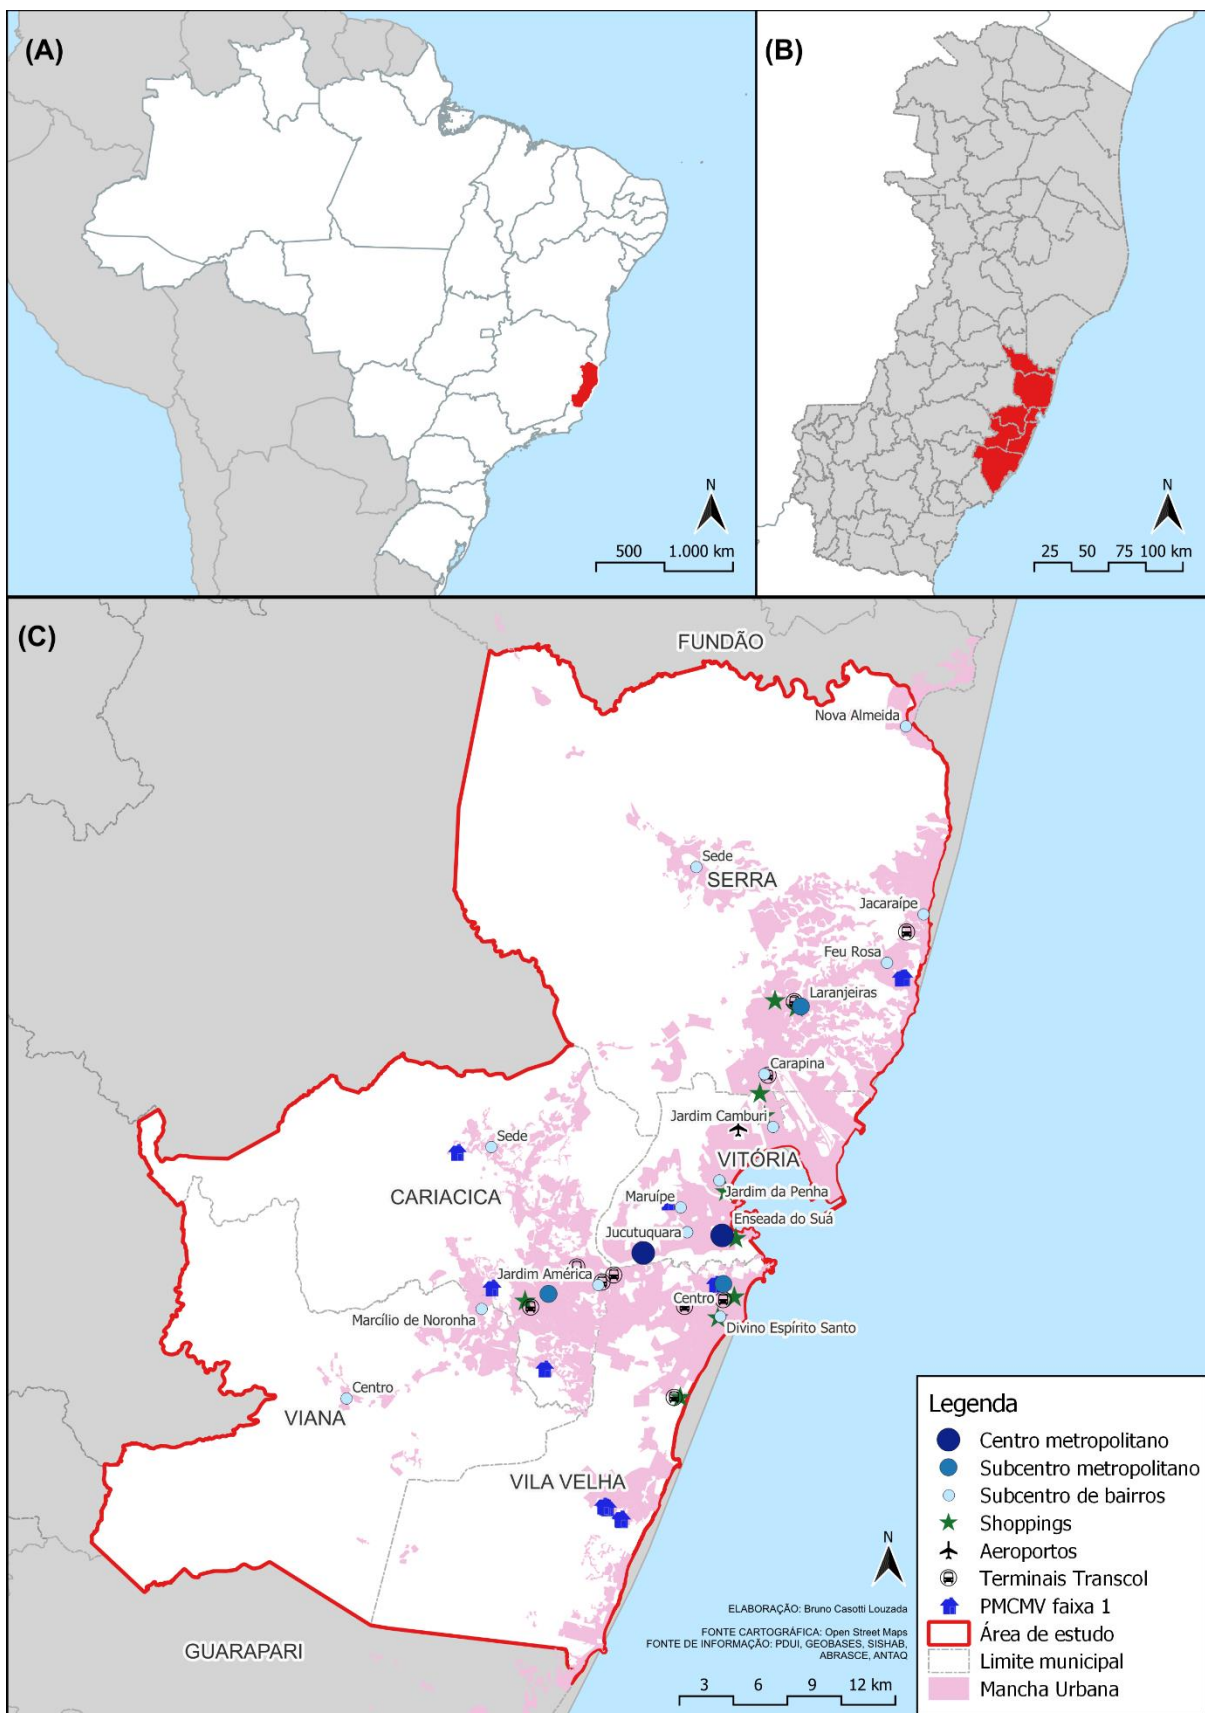 (A)
N
500 1.000 km
(B)
N
25 50 75 100 km
(C)
FUNDÃO
Nova Almeida
Sede
SERRA
Jacaraípe
Feu Rosa
Laranjeiras
Carapina
Jardim Camburi
Sede
VITÓRIA
CARIACICA
Jardim da Penha
Maruípe
Enseada do Suá
Jucutuquara
Jardim América
Centro
Marcílio de Noronha
Divino Espírito Santo
Centro
VIANA
VILA VELHA
GUARAPARI
N
ELABORAÇÃO: Bruno Casotti Louzada
FONTE CARTOGRÁFICA: Open Street Maps
FONTE DE INFORMAÇÃO: PDUI, GEOBASES, SISHAB,
ABRASCE, ANTAQ
3 6 9 12 km
Legenda
Centro metropolitano
Subcentro metropolitano
Subcentro de bairros
Shoppings
Aeroportos
Terminais Transcol
PMCMV faixa 1
Área de estudo
Limite municipal
Mancha Urbana